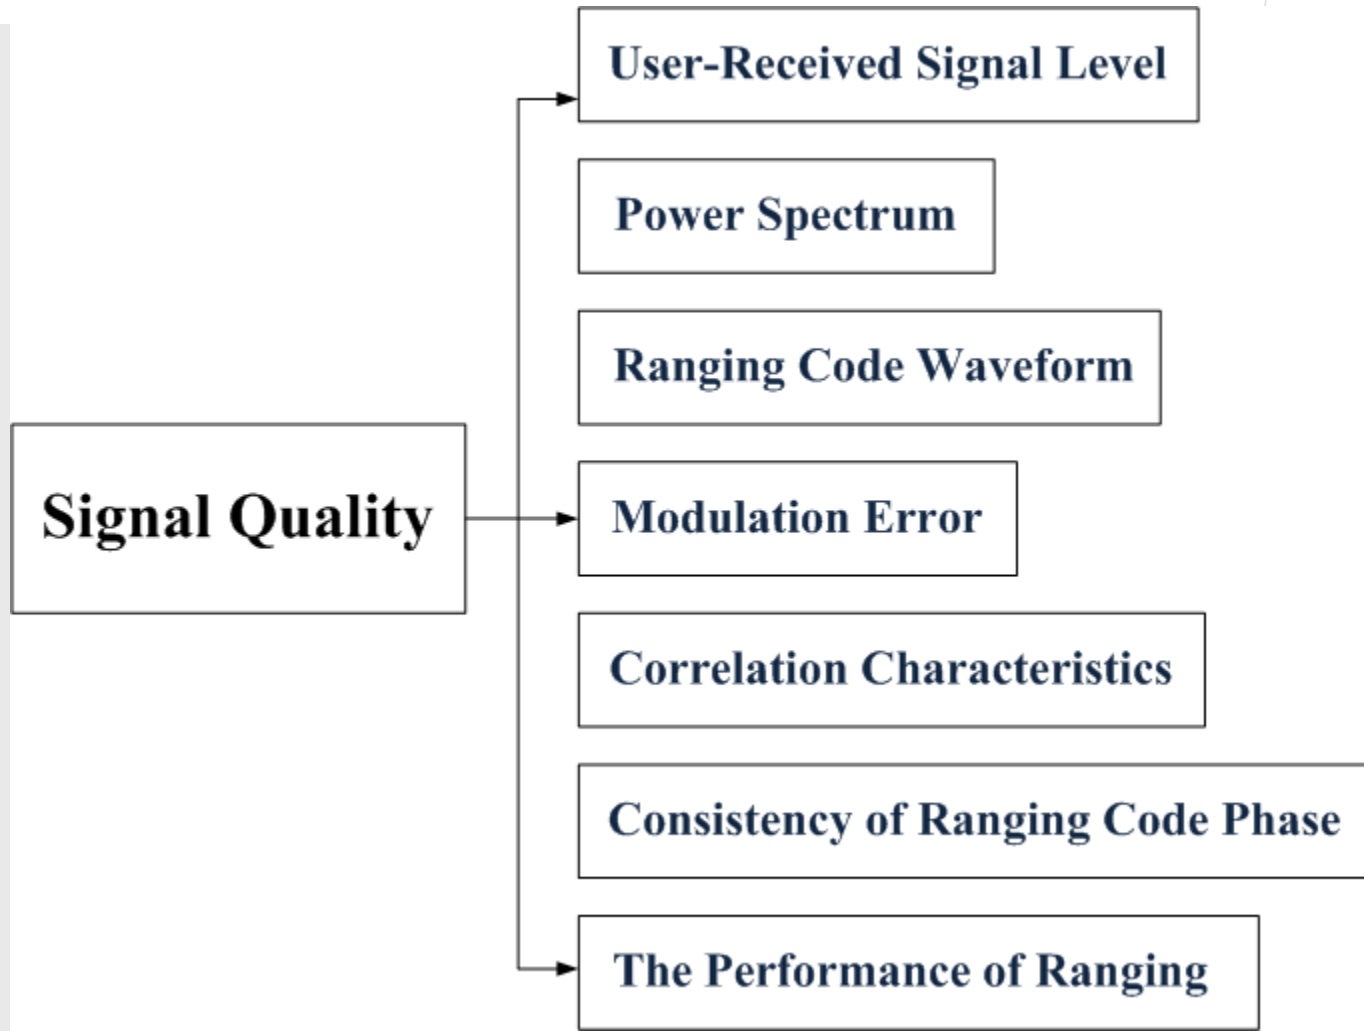 User-Received Signal Level
Power Spectrum
Ranging Code Waveform
Signal Quality
Modulation Error
Correlation Characteristics
Consistency of Ranging Code Phase
The Performance of Ranging